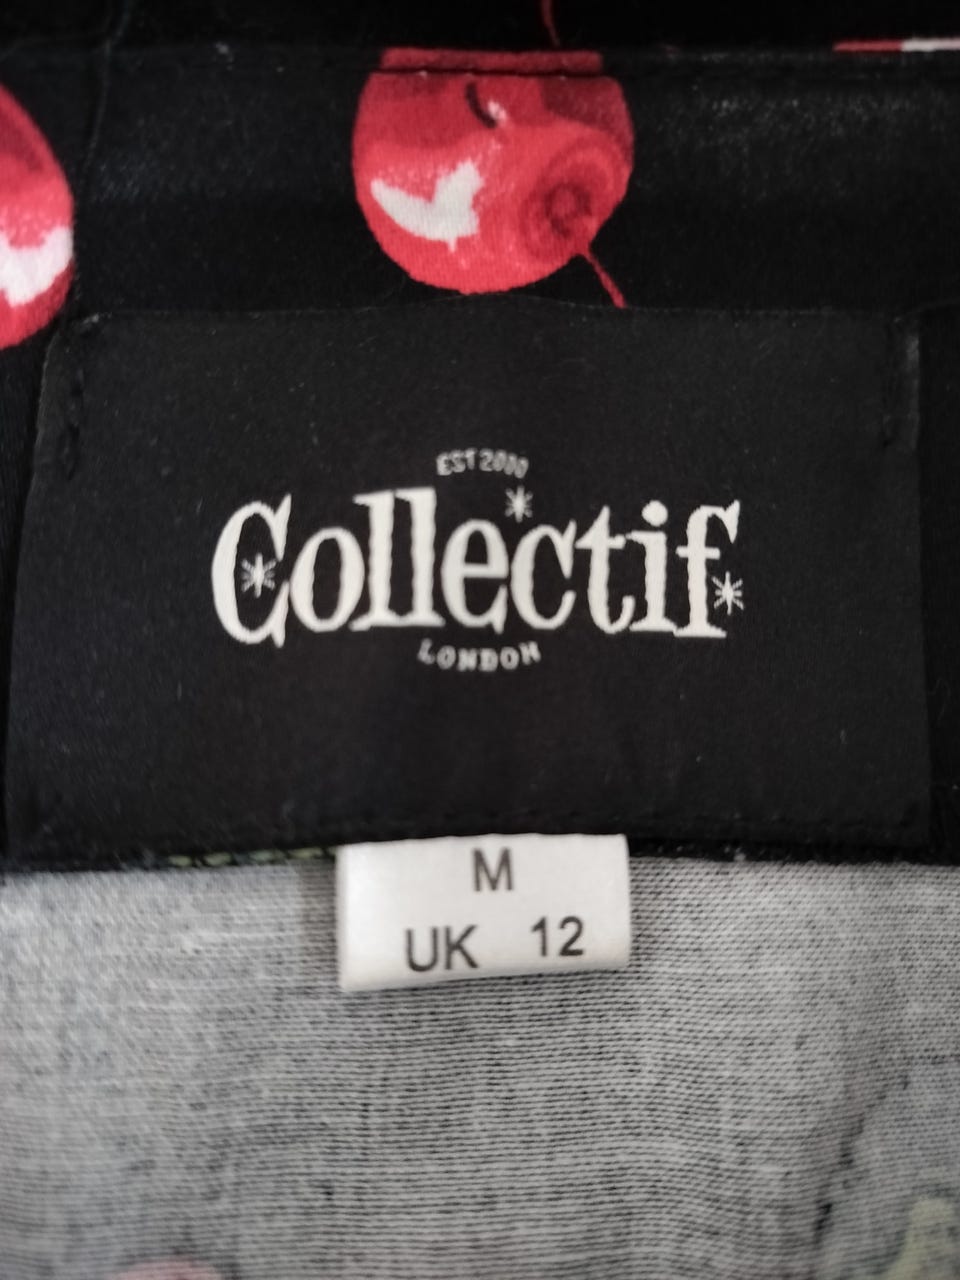 EST 2000
Collectif
LONDON
M
UK 12